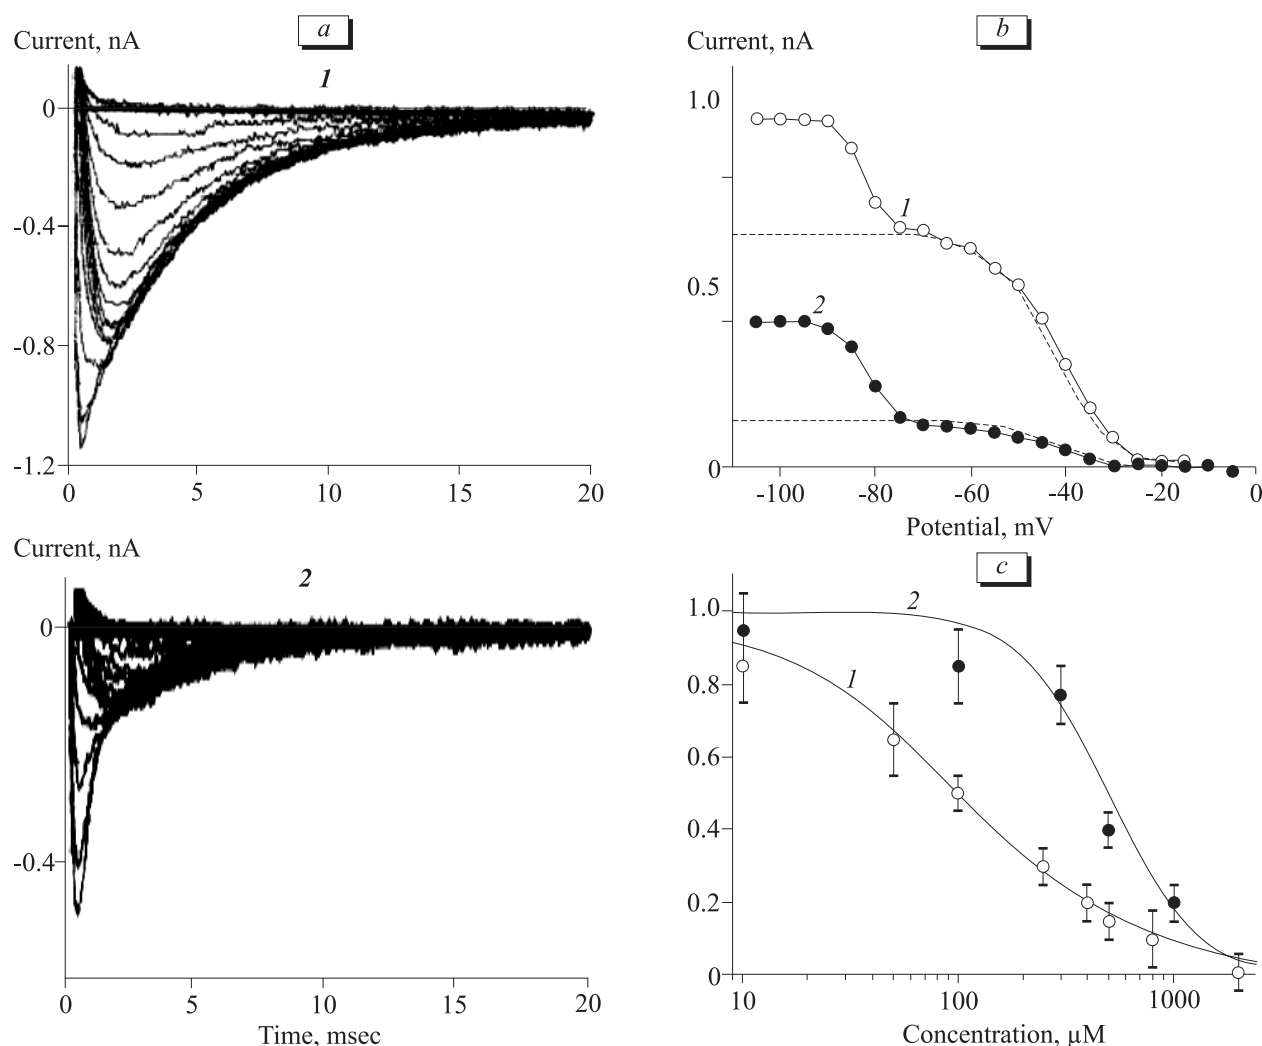 a
Current, nA
1
0
-0.4
-0.8
-1.2
0 5 10 15 20
Current, nA
2
0
-0.4
0 5 10 15 20
Time, msec
b
Current, nA
1.0
1
0.5
2
0
-100 -80 -60 -40 -20 0
Potential, mV
c
1.0
2
0.8
1
0.6
0.4
0.2
0
10 100 1000
Concentration, µM